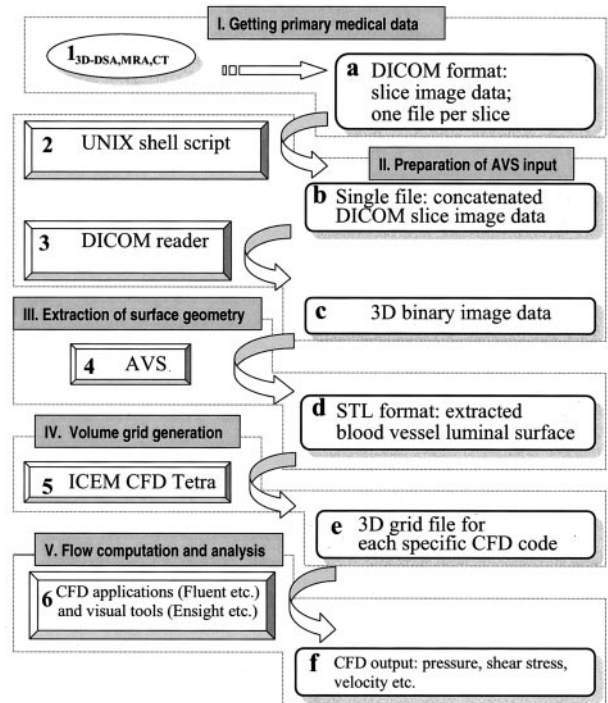 I. Getting primary medical data
1 3D-DSA,MRA,CT
a DICOM format:
slice image data;
one file per slice
2 UNIX shell script
II. Preparation of AVS input
b Single file: concatenated
DICOM slice image data
3 DICOM reader
c 3D binary image data
III. Extraction of surface geometry
4 AVS
d STL format: extracted
blood vessel luminal surface
IV. Volume grid generation
5 ICEM CFD Tetra
e 3D grid file for
each specific CFD code
V. Flow computation and analysis
6 CFD applications (Fluent etc.)
and visual tools (Ensight etc.)
f CFD output: pressure, shear stress,
velocity etc.